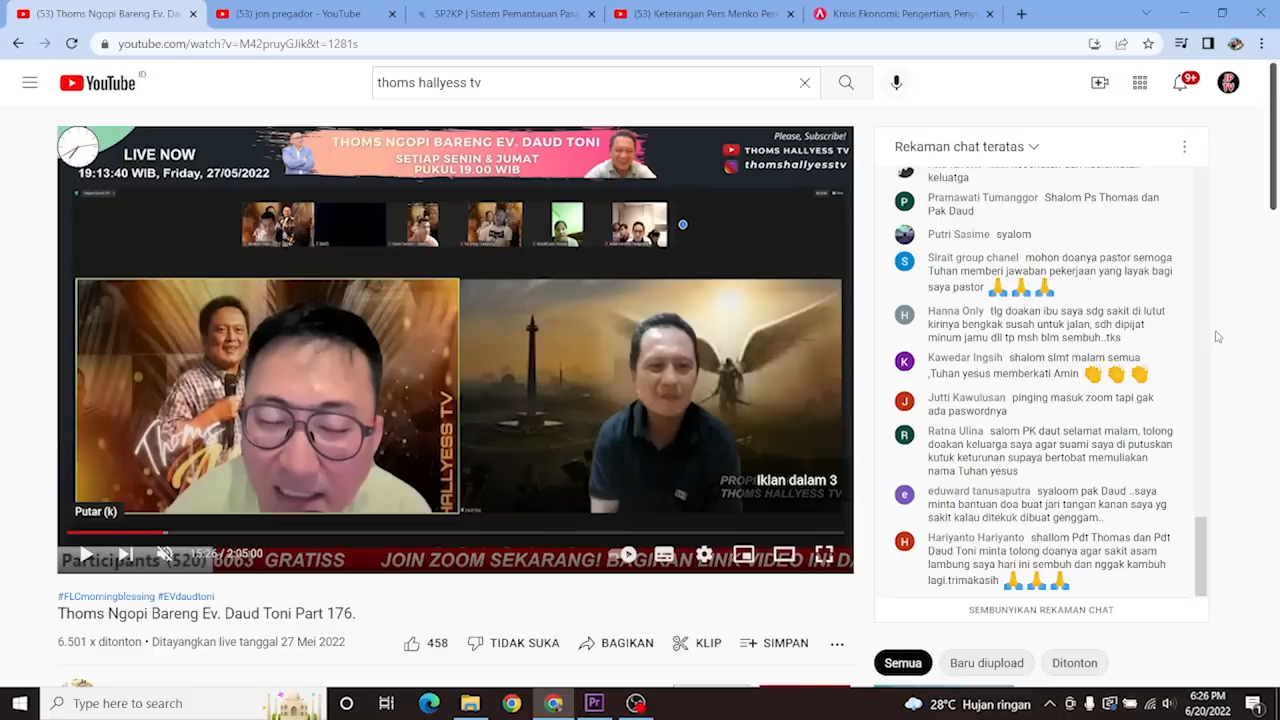 (53) Thoms Ngopi Bareng Ev. Da
(53) jon pregador - YouTube
SP2KP | Sistem Pemantauan Pasa
(53) Keterangan Pers Menko Per
Krisis Ekonomi: Pengertian, Penye
youtube.com/watch?v=M42pruyGJik&t=1281s
YouTube ID
thoms hallyess tv
9+
LIVE NOW
19:13:40 WIB, Friday, 27/05/2022
THOMS NGOPI BARENG EV. DAUD TONI
SETIAP SENIN & JUMAT
PUKUL 19.00 WIB
Please, Subscribe!
THOMS HALLYESS TV
thomshallyesstv
Thoms
HALLYESS TV
Iklan dalam 3
THOMS HALLYESS TV
Putar (k)
15:26 / 2:05:00
Participants (520)
GRATISS
JOIN ZOOM SEKARANG! BAGIKAN LINK VIDEO INI DA
#FLCmorningblessing #EVdaudtoni
Thoms Ngopi Bareng Ev. Daud Toni Part 176.
6.501 x ditonton • Ditayangkan live tanggal 27 Mei 2022
458
TIDAK SUKA
BAGIKAN
KLIP
SIMPAN
Rekaman chat teratas
keluatga
Pramawati Tumanggor Shalom Ps Thomas dan
Pak Daud
Putri Sasime syalom
Sirait group chanel mohon doanya pastor semoga
Tuhan memberi jawaban pekerjaan yang layak bagi
saya pastor 🙏 🙏 🙏
Hanna Only tlg doakan ibu saya sdg sakit di lutut
kirinya bengkak susah untuk jalan, sdh dipijat
minum jamu dll tp msh blm sembuh..tks
Kawedar Ingsih shalom slmt malam semua
,Tuhan yesus memberkati Amin 👏 👏 👏
Jutti Kawulusan pinging masuk zoom tapi gak
ada paswordnya
Ratna Ulina salom PK daut selamat malam, tolong
doakan keluarga saya agar suami saya di putuskan
kutuk keturunan supaya bertobat memuliakan
nama Tuhan yesus
eduward tanusaputra syaloom pak Daud ..saya
minta bantuan doa buat jari tangan kanan saya yg
sakit kalau ditekuk dibuat genggam..
Hariyanto Hariyanto shallom Pdt Thomas dan Pdt
Daud Toni minta tolong doanya agar sakit asam
lambung saya hari ini sembuh dan nggak kambuh
lagi.trimakasih 🙏 🙏 🙏
SEMBUNYIKAN REKAMAN CHAT
Semua
Baru diupload
Ditonton
Type here to search
28°C Hujan ringan
6:26 PM
6/20/2022
1